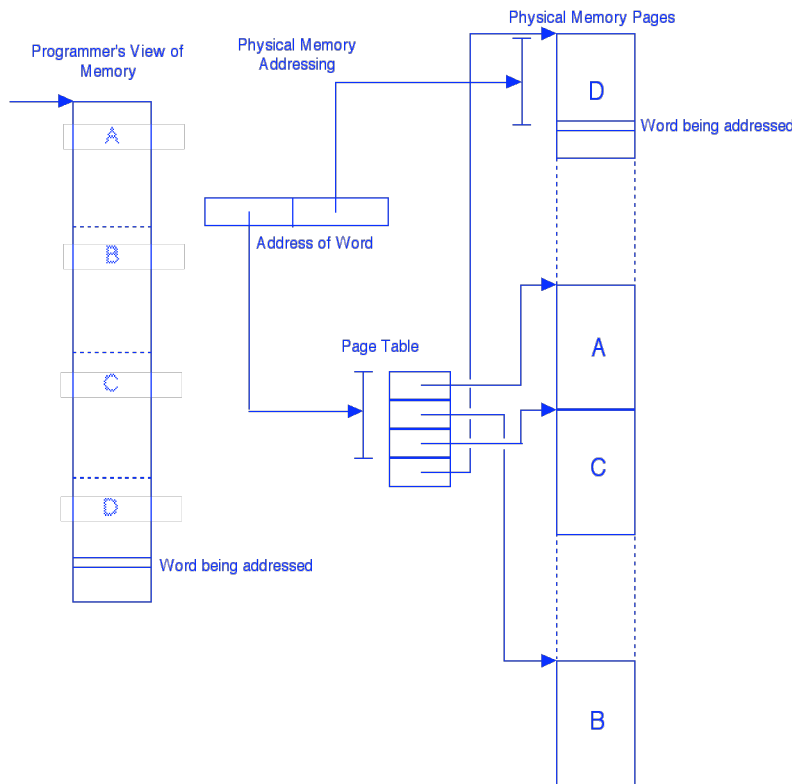 Programmer's View of
Memory
A
B
C
D
Word being addressed
Physical Memory
Addressing
Address of Word
Page Table
Physical Memory Pages
D
Word being addressed
A
C
B